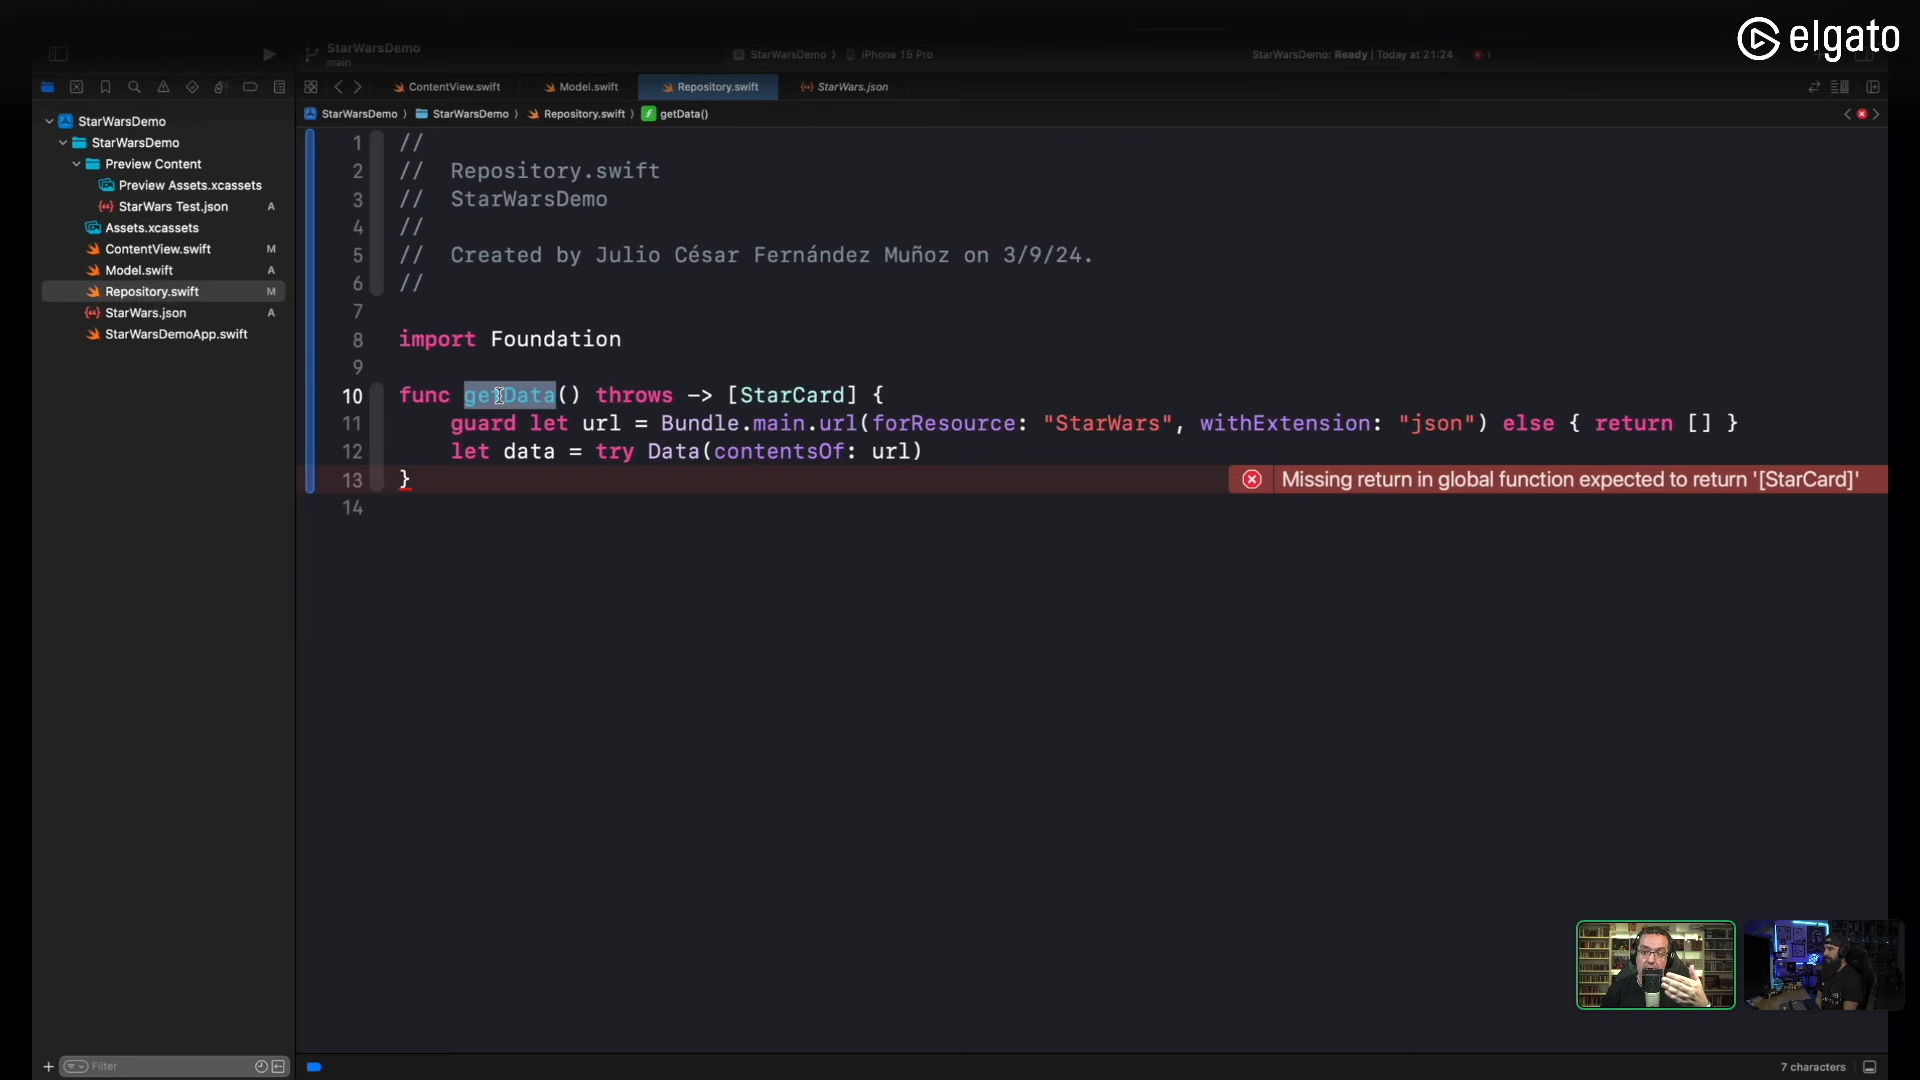 elgato
StarWarsDemo
main
StarWarsDemo
iPhone 15 Pro
StarWarsDemo: Ready | Today at 21:24
1
ContentView.swift
Model.swift
Repository.swift
StarWars.json
StarWarsDemo
StarWarsDemo
Repository.swift
getData()
StarWarsDemo
StarWarsDemo
Preview Content
Preview Assets.xcassets
StarWars Test.json A
Assets.xcassets
ContentView.swift M
Model.swift A
Repository.swift M
StarWars.json A
StarWarsDemoApp.swift
1 //
2 // Repository.swift
3 // StarWarsDemo
4 //
5 // Created by Julio César Fernández Muñoz on 3/9/24.
6 //
7
8 import Foundation
9
10 func getData() throws -> [StarCard] {
11 guard let url = Bundle.main.url(forResource: "StarWars", withExtension: "json") else { return [] }
12 let data = try Data(contentsOf: url)
13 }
Missing return in global function expected to return '[StarCard]'
14
Filter
7 characters